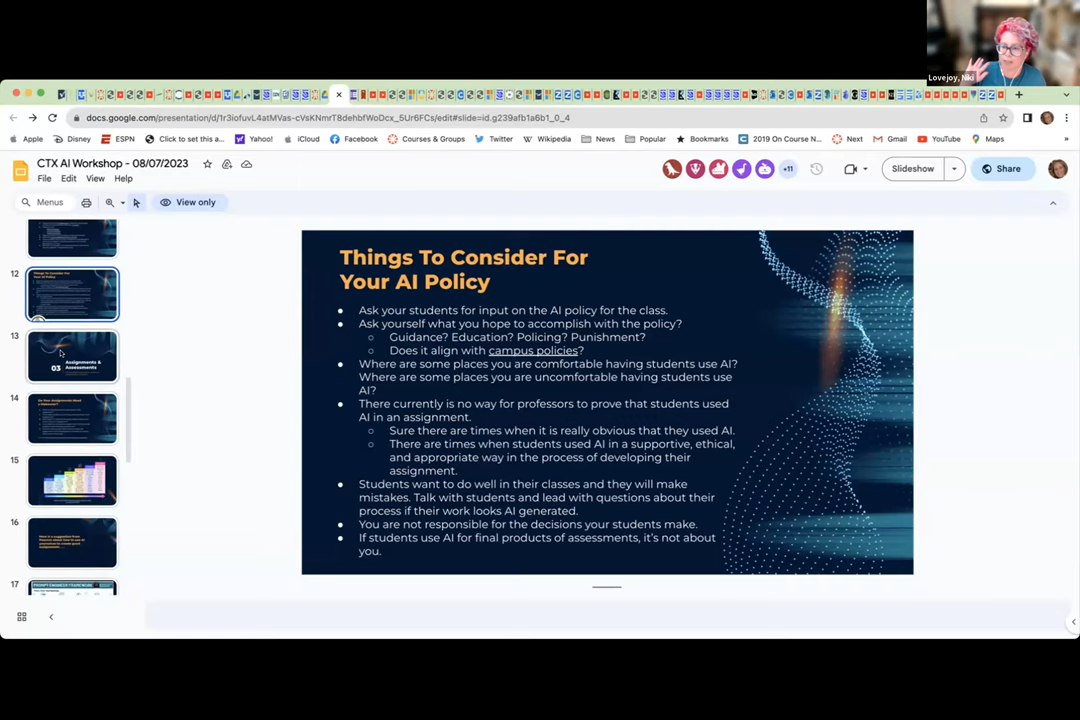 Lovejoy, Niki
docs.google.com/presentation/d/1r3iofuvL4atMVas-cVsKNmrT8dehbfWoDcx_5Ur6FCs/edit#slide=id.g239afb1a6b1_0_4
Apple
Disney
ESPN
Click to set this a...
Yahoo!
iCloud
Facebook
Courses & Groups
Twitter
Wikipedia
News
Popular
Bookmarks
2019 On Course N...
Next
Gmail
YouTube
Maps
CTX AI Workshop - 08/07/2023
File Edit View Help
+11
Slideshow
Share
Menus
View only
12
13
03 Assignments &
Assessments
14
15
16
17
Things To Consider For
Your AI Policy
Ask your students for input on the AI policy for the class.
Ask yourself what you hope to accomplish with the policy?
Guidance? Education? Policing? Punishment?
Does it align with campus policies?
Where are some places you are comfortable having students use AI?
Where are some places you are uncomfortable having students use
AI?
There currently is no way for professors to prove that students used
AI in an assignment.
Sure there are times when it is really obvious that they used AI.
There are times when students used AI in a supportive, ethical,
and appropriate way in the process of developing their
assignment.
Students want to do well in their classes and they will make
mistakes. Talk with students and lead with questions about their
process if their work looks AI generated.
You are not responsible for the decisions your students make.
If students use AI for final products of assessments, it's not about
you.